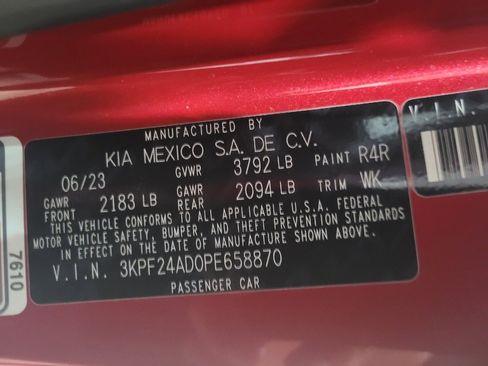 MANUFACTURED BY
KIA MEXICO S.A. DE C.V.
06/23 GVWR 3792 LB PAINT R4R
GAWR FRONT 2183 LB GAWR REAR 2094 LB TRIM WK
THIS VEHICLE CONFORMS TO ALL APPLICABLE U.S.A. FEDERAL
MOTOR VEHICLE SAFETY, BUMPER, AND THEFT PREVENTION STANDARDS
IN EFFECT ON THE DATE OF MANUFACTURE SHOWN ABOVE.
V.I.N. 3KPF24AD0PE658870
PASSENGER CAR
V.I.N.
7610